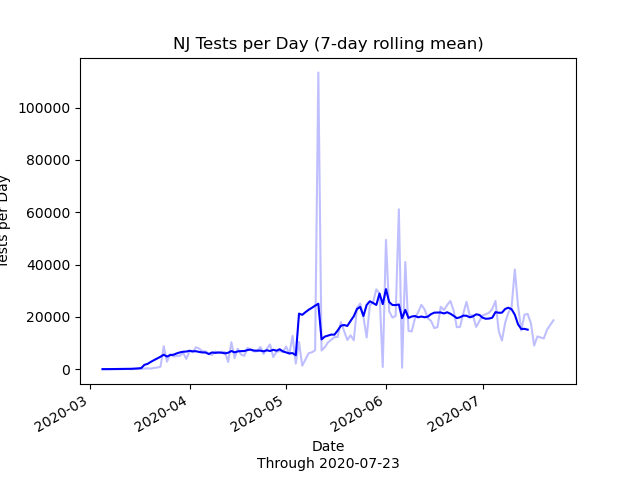 NJ Tests per Day (7-day rolling mean)
100000
80000
60000
40000
20000
0
Tests per Day
2020-03
2020-04
2020-05
2020-06
2020-07
Date
Through 2020-07-23